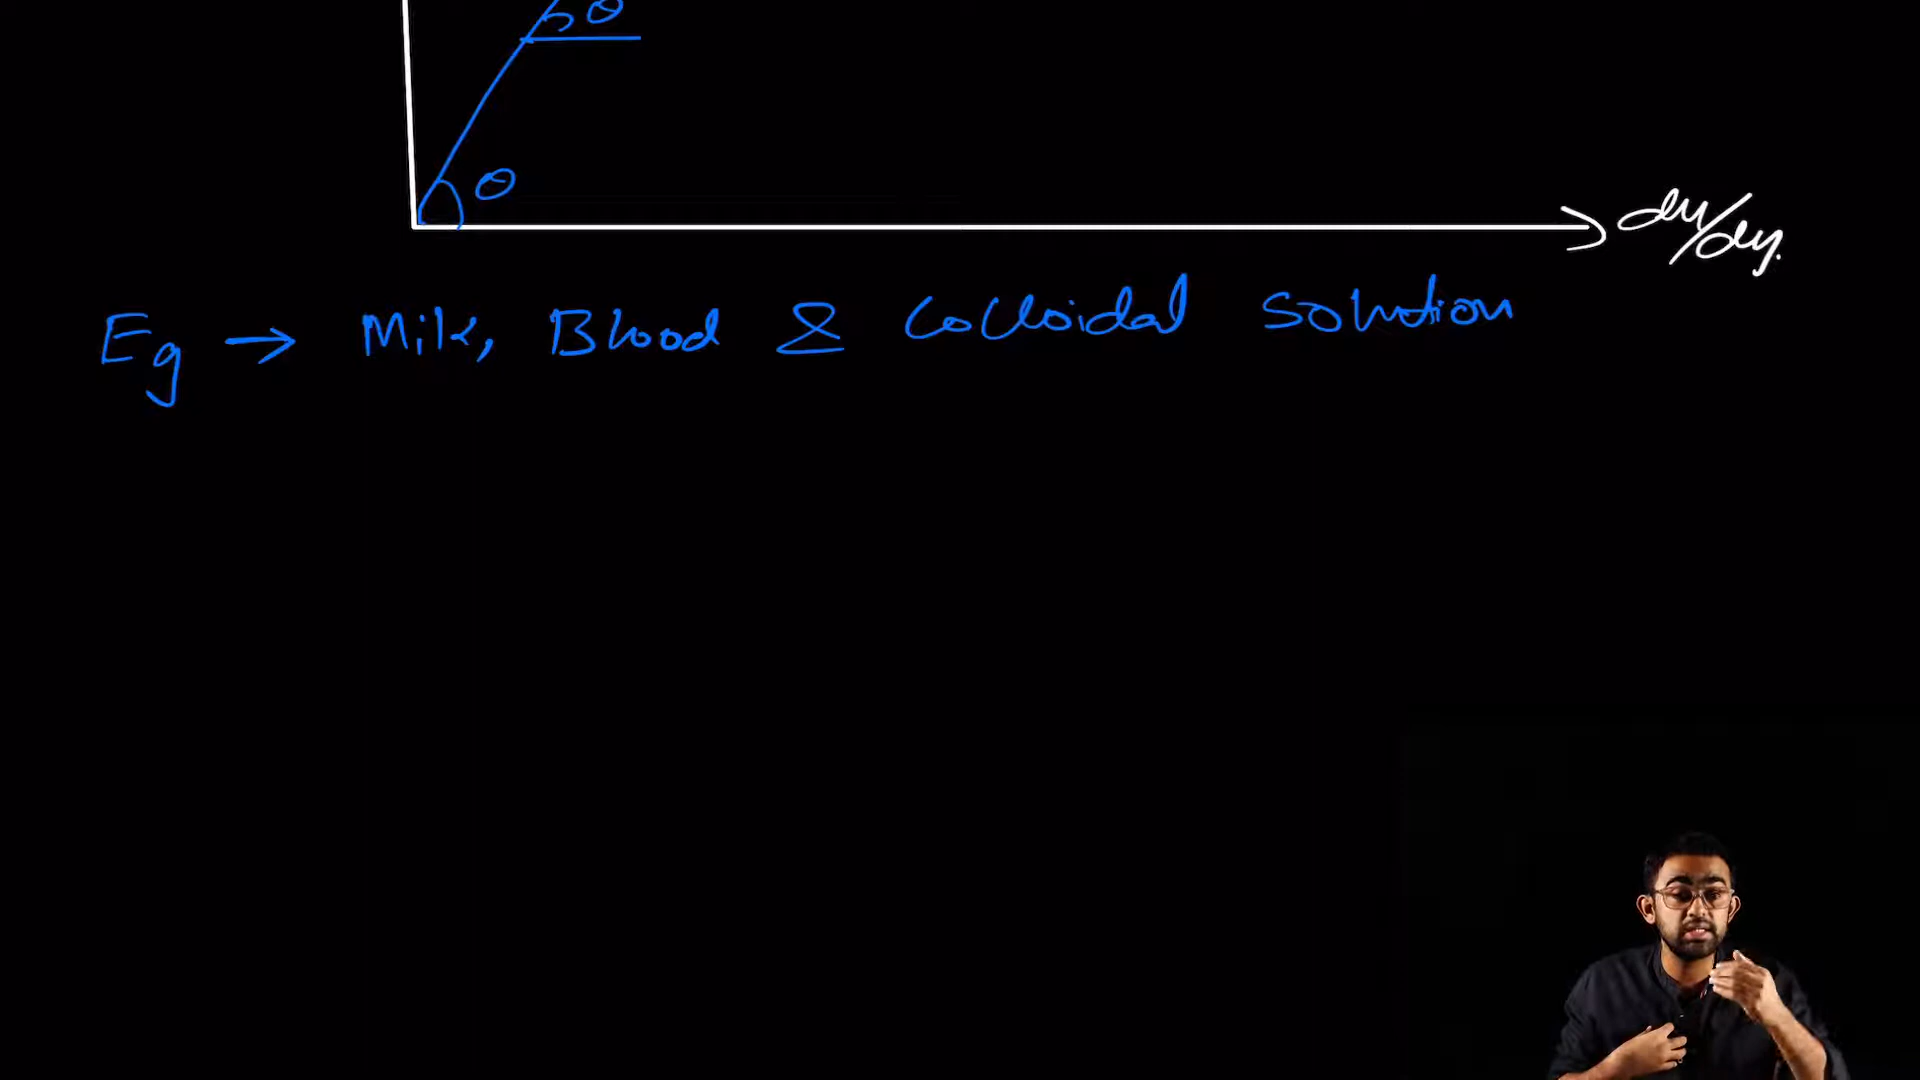 θ
θ
du/dy.
Eg → Milk, Blood & Colloidal Solution